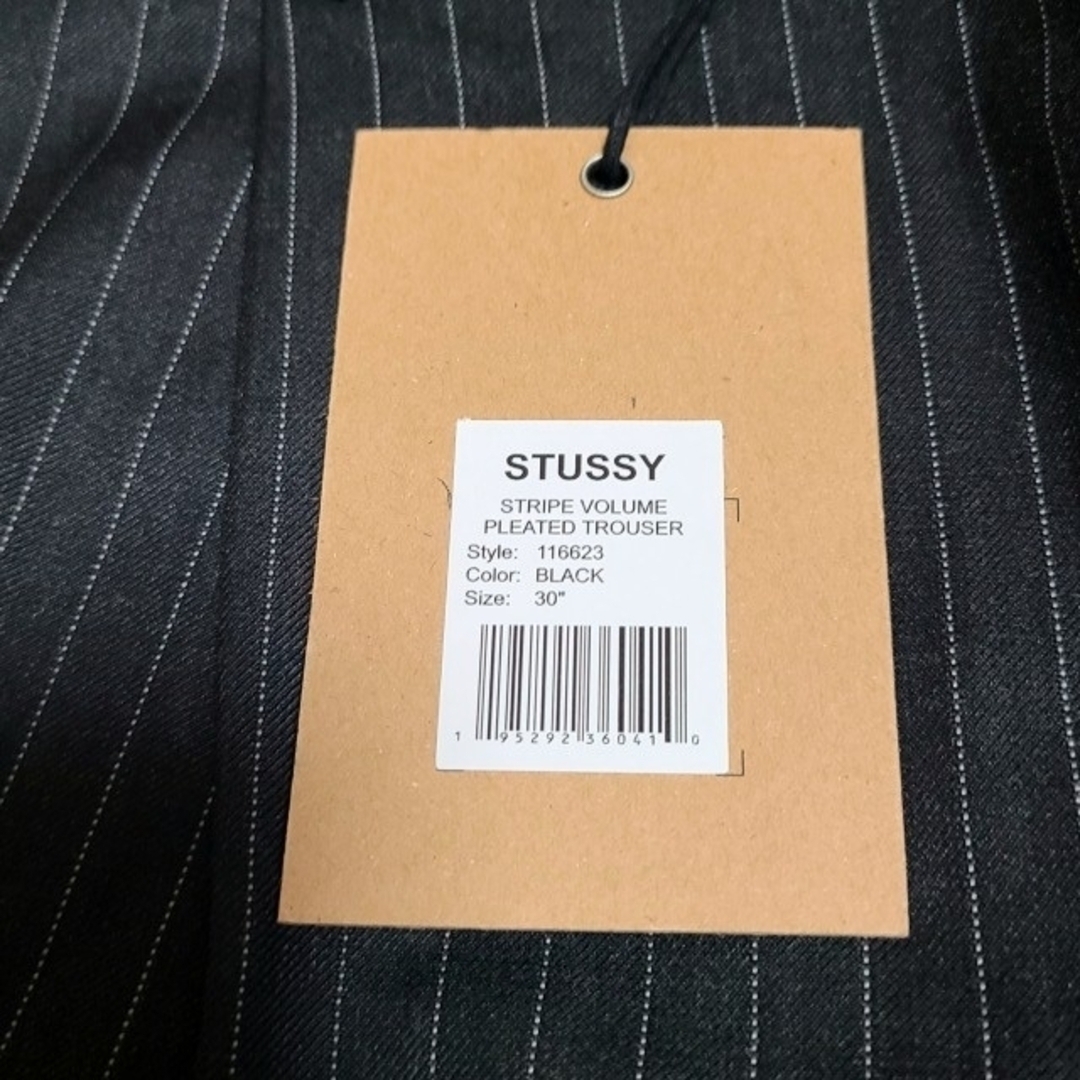 STUSSY
STRIPE VOLUME
PLEATED TROUSER
Style: 116623
Color: BLACK
Size: 30"
1 95292 36041 0